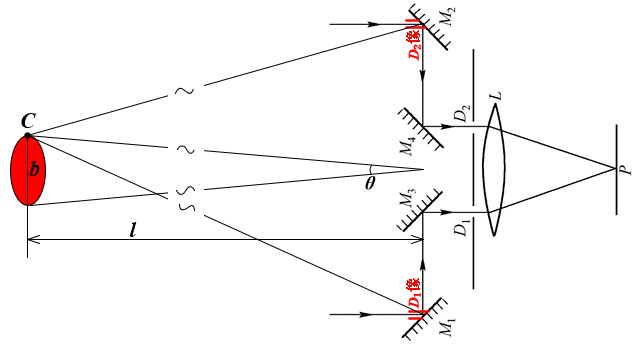 M₂
D₂像
C
D₂
L
M₄
b
θ
P
M₃
l
D₁
D₁像
M₁